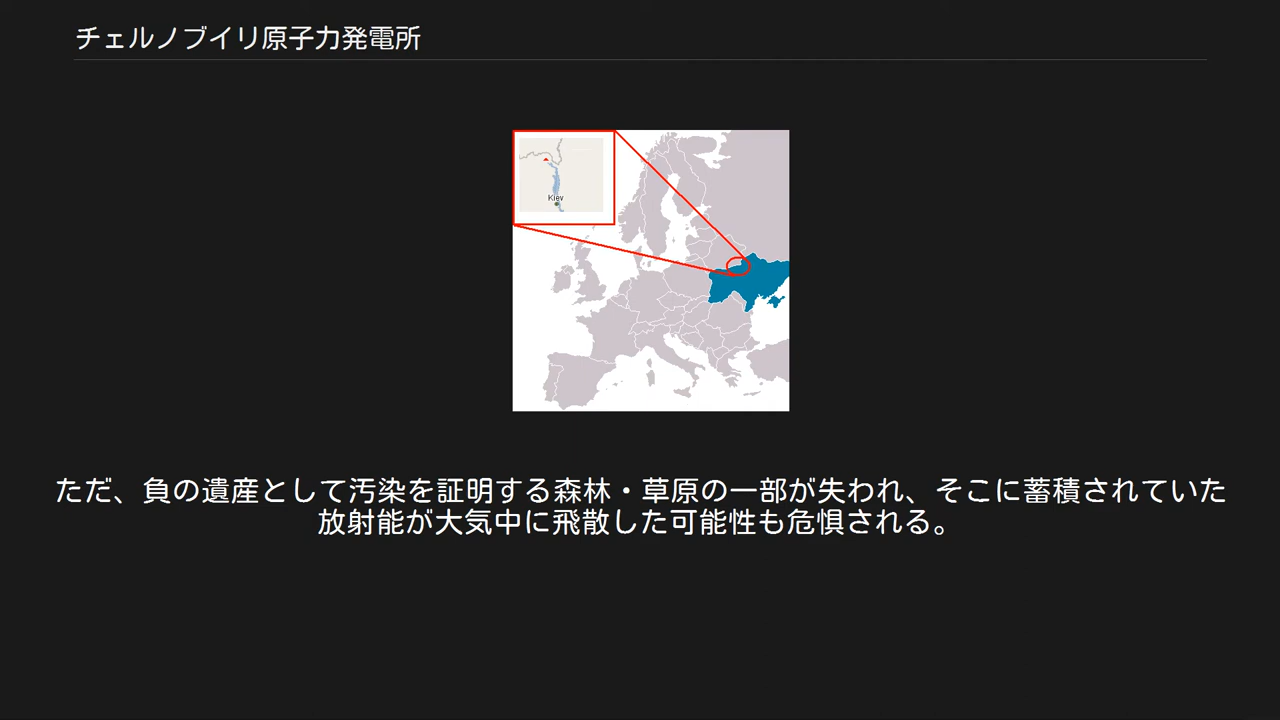 チェルノブイリ原子力発電所
Kiev
ただ、負の遺産として汚染を証明する森林・草原の一部が失われ、そこに蓄積されていた
放射能が大気中に飛散した可能性も危惧される。